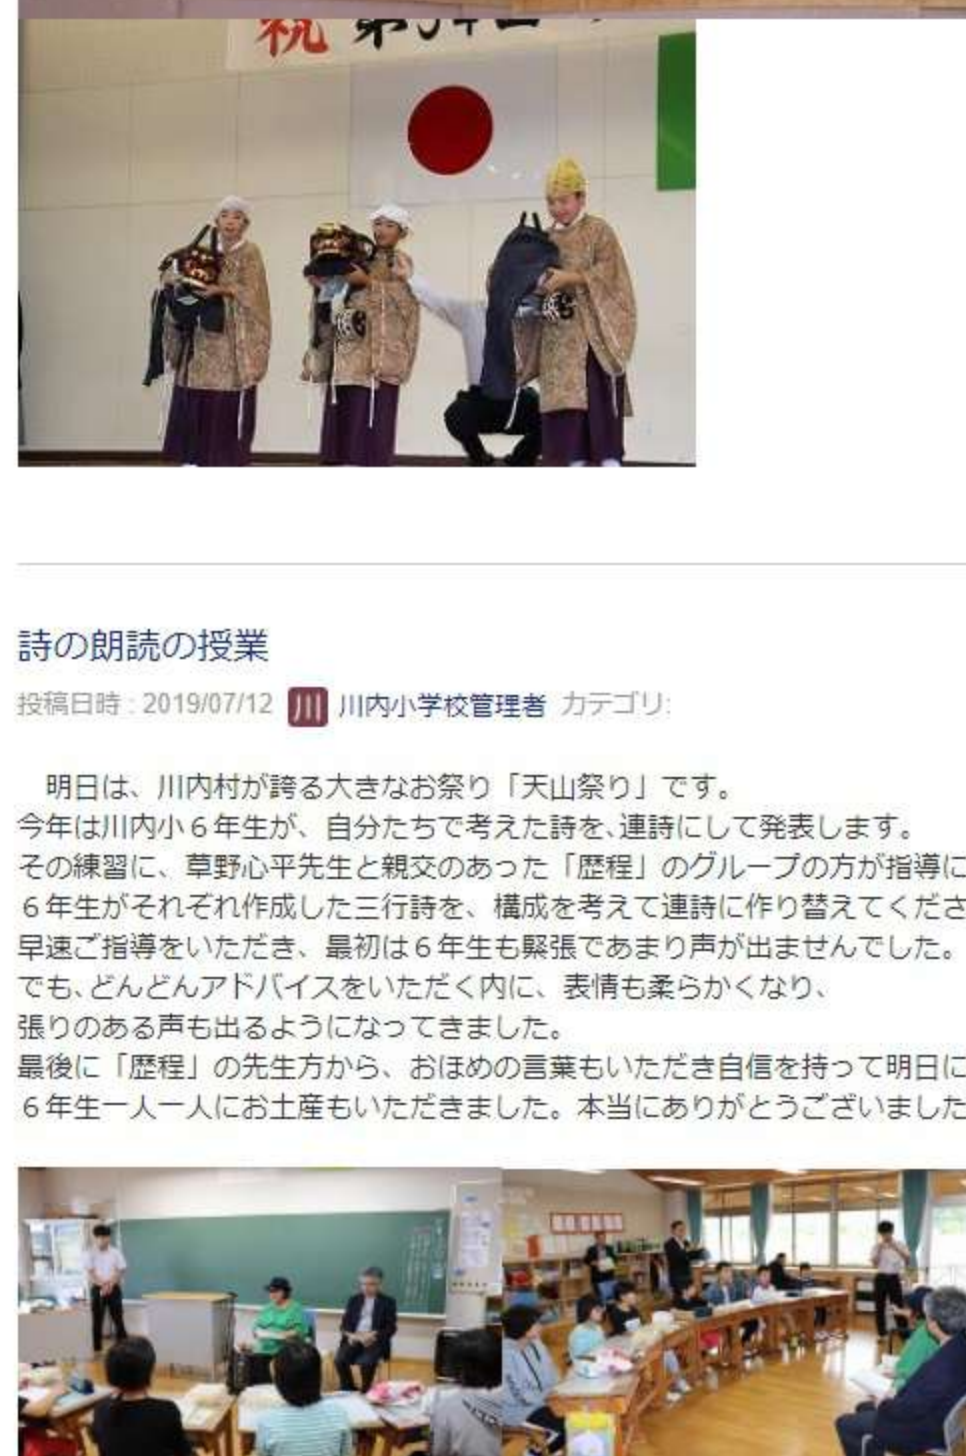 祝 第54回
詩の朗読の授業
投稿日時 : 2019/07/12 川 川内小学校管理者 カテゴリ:
明日は、川内村が誇る大きなお祭り「天山祭り」です。
今年は川内小６年生が、自分たちで考えた詩を、連詩にして発表します。
その練習に、草野心平先生と親交のあった「歴程」のグループの方が指導に
６年生がそれぞれ作成した三行詩を、構成を考えて連詩に作り替えてくださ
早速ご指導をいただき、最初は６年生も緊張であまり声が出ませんでした。
でも、どんどんアドバイスをいただく内に、表情も柔らかくなり、
張りのある声も出るようになってきました。
最後に「歴程」の先生方から、おほめの言葉もいただき自信を持って明日に
６年生一人一人にお土産もいただきました。本当にありがとうございました